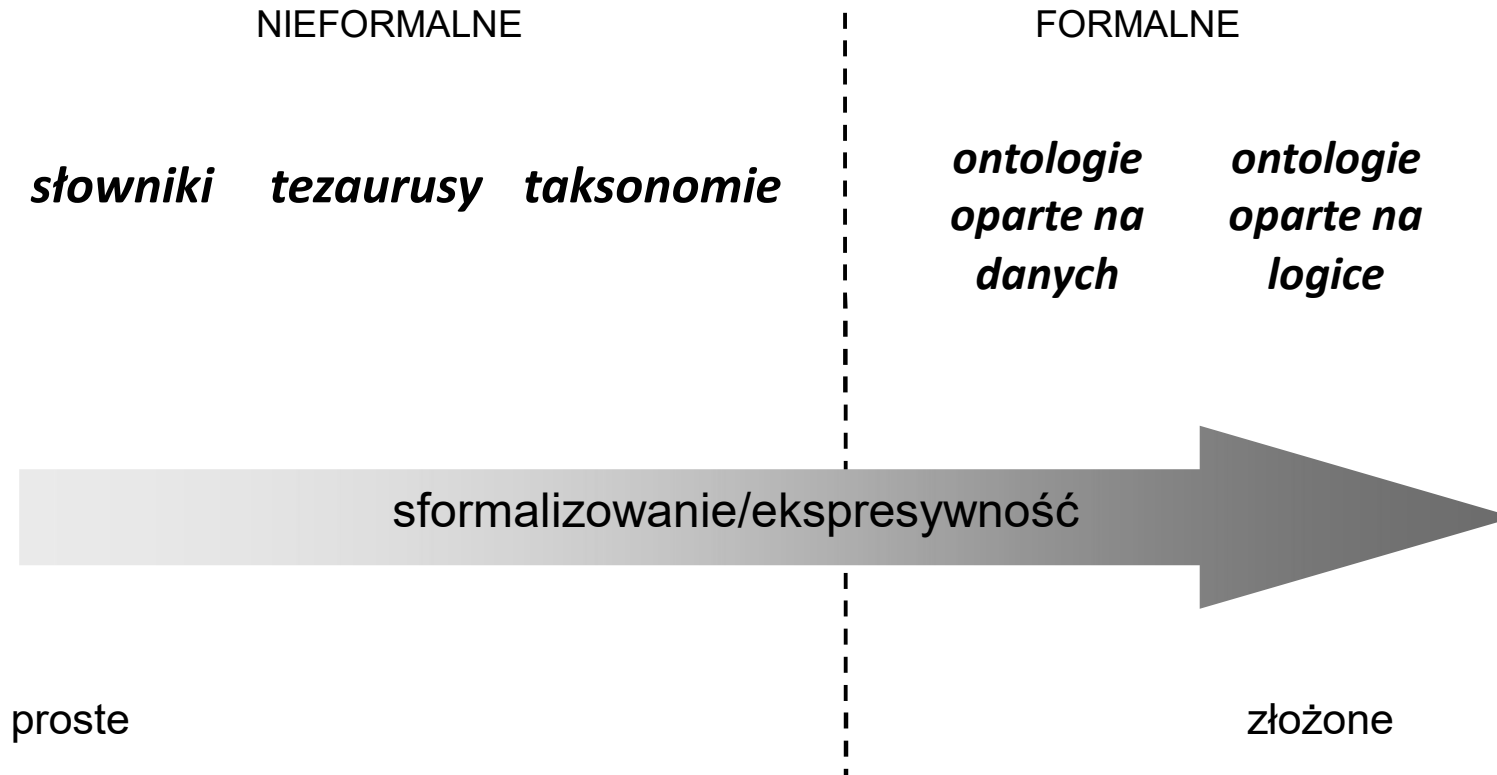 NIEFORMALNE
FORMALNE
słowniki
tezaurusy
taksonomie
ontologie
oparte na
danych
ontologie
oparte na
logice
sformalizowanie/ekspresywność
proste
złożone